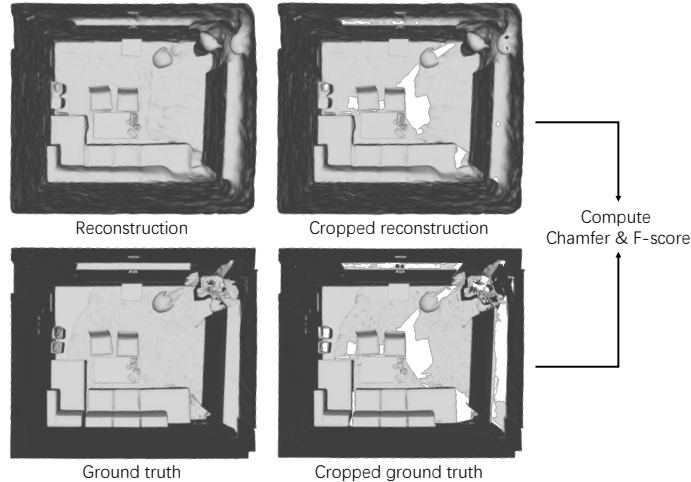 Reconstruction
Cropped reconstruction
Compute
Chamfer & F-score
Ground truth
Cropped ground truth